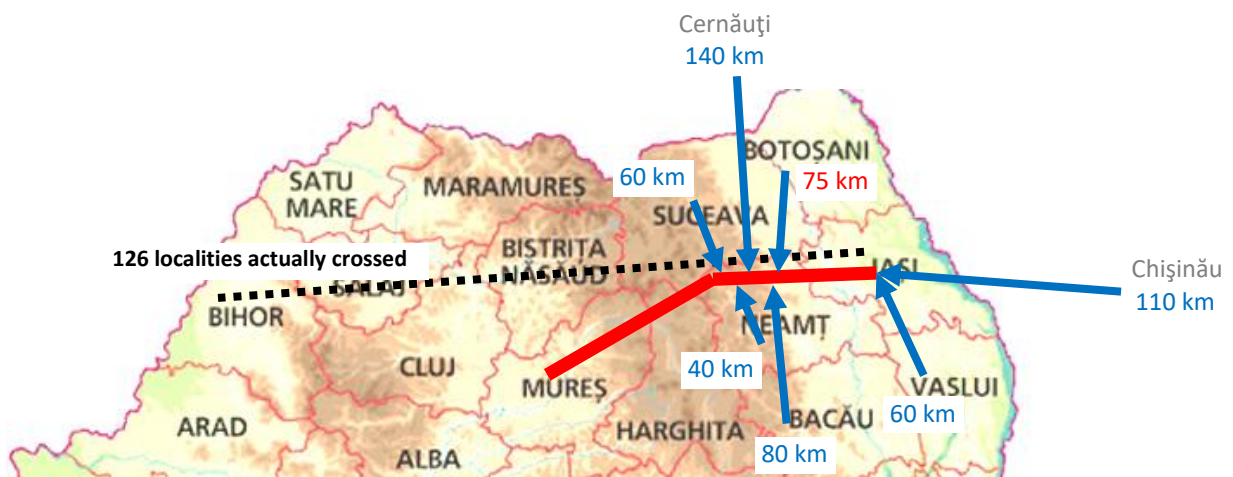 Cernăuţi
140 km
BOTOȘANI
SATU
MARE
MARAMUREȘ
60 km
75 km
SUCEAVA
126 localities actually crossed
BISTRIȚA
NĂSĂUD
SALAJ
IAȘI
Chişinău
110 km
BIHOR
NEAMȚ
CLUJ
40 km
MUREȘ
VASLUI
60 km
ARAD
HARGHITA
BACĂU
80 km
ALBA